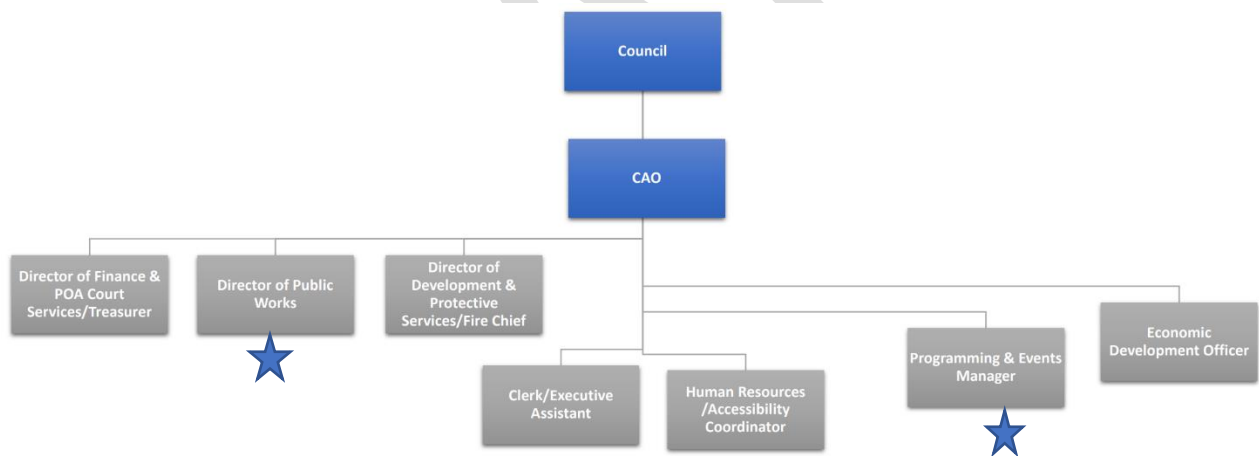 Council
CAO
Director of Finance &
POA Court
Services/Treasurer
Director of Public
Works
Director of
Development &
Protective
Services/Fire Chief
Clerk/Executive
Assistant
Human Resources
/Accessibility
Coordinator
Programming & Events
Manager
Economic
Development Officer